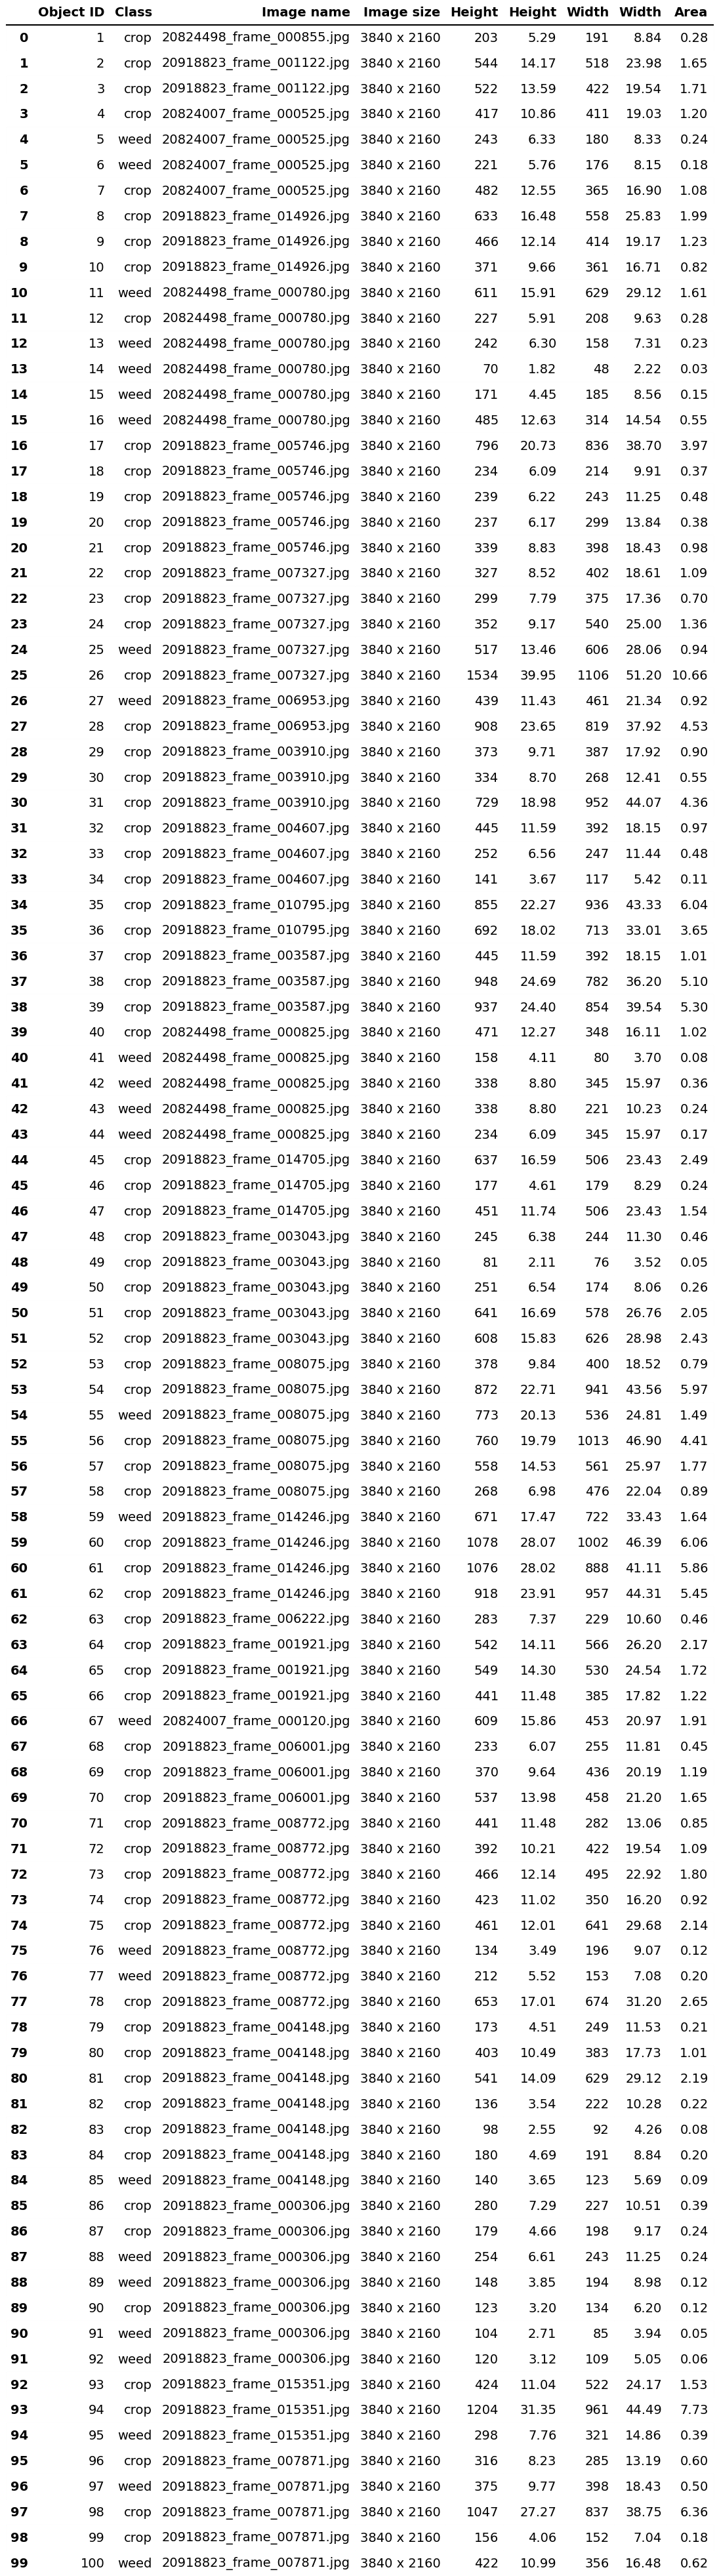 Object ID Class Image name Image size Height Height Width Width Area
0 1 crop 20824498_frame_000855.jpg 3840 x 2160 203 5.29 191 8.84 0.28
1 2 crop 20918823_frame_001122.jpg 3840 x 2160 544 14.17 518 23.98 1.65
2 3 crop 20918823_frame_001122.jpg 3840 x 2160 522 13.59 422 19.54 1.71
3 4 crop 20824007_frame_000525.jpg 3840 x 2160 417 10.86 411 19.03 1.20
4 5 weed 20824007_frame_000525.jpg 3840 x 2160 243 6.33 180 8.33 0.24
5 6 weed 20824007_frame_000525.jpg 3840 x 2160 221 5.76 176 8.15 0.18
6 7 crop 20824007_frame_000525.jpg 3840 x 2160 482 12.55 365 16.90 1.08
7 8 crop 20918823_frame_014926.jpg 3840 x 2160 633 16.48 558 25.83 1.99
8 9 crop 20918823_frame_014926.jpg 3840 x 2160 466 12.14 414 19.17 1.23
9 10 crop 20918823_frame_014926.jpg 3840 x 2160 371 9.66 361 16.71 0.82
10 11 weed 20824498_frame_000780.jpg 3840 x 2160 611 15.91 629 29.12 1.61
11 12 crop 20824498_frame_000780.jpg 3840 x 2160 227 5.91 208 9.63 0.28
12 13 weed 20824498_frame_000780.jpg 3840 x 2160 242 6.30 158 7.31 0.23
13 14 weed 20824498_frame_000780.jpg 3840 x 2160 70 1.82 48 2.22 0.03
14 15 weed 20824498_frame_000780.jpg 3840 x 2160 171 4.45 185 8.56 0.15
15 16 weed 20824498_frame_000780.jpg 3840 x 2160 485 12.63 314 14.54 0.55
16 17 crop 20918823_frame_005746.jpg 3840 x 2160 796 20.73 836 38.70 3.97
17 18 crop 20918823_frame_005746.jpg 3840 x 2160 234 6.09 214 9.91 0.37
18 19 crop 20918823_frame_005746.jpg 3840 x 2160 239 6.22 243 11.25 0.48
19 20 crop 20918823_frame_005746.jpg 3840 x 2160 237 6.17 299 13.84 0.38
20 21 crop 20918823_frame_005746.jpg 3840 x 2160 339 8.83 398 18.43 0.98
21 22 crop 20918823_frame_007327.jpg 3840 x 2160 327 8.52 402 18.61 1.09
22 23 crop 20918823_frame_007327.jpg 3840 x 2160 299 7.79 375 17.36 0.70
23 24 crop 20918823_frame_007327.jpg 3840 x 2160 352 9.17 540 25.00 1.36
24 25 weed 20918823_frame_007327.jpg 3840 x 2160 517 13.46 606 28.06 0.94
25 26 crop 20918823_frame_007327.jpg 3840 x 2160 1534 39.95 1106 51.20 10.66
26 27 weed 20918823_frame_006953.jpg 3840 x 2160 439 11.43 461 21.34 0.92
27 28 crop 20918823_frame_006953.jpg 3840 x 2160 908 23.65 819 37.92 4.53
28 29 crop 20918823_frame_003910.jpg 3840 x 2160 373 9.71 387 17.92 0.90
29 30 crop 20918823_frame_003910.jpg 3840 x 2160 334 8.70 268 12.41 0.55
30 31 crop 20918823_frame_003910.jpg 3840 x 2160 729 18.98 952 44.07 4.36
31 32 crop 20918823_frame_004607.jpg 3840 x 2160 445 11.59 392 18.15 0.97
32 33 crop 20918823_frame_004607.jpg 3840 x 2160 252 6.56 247 11.44 0.48
33 34 crop 20918823_frame_004607.jpg 3840 x 2160 141 3.67 117 5.42 0.11
34 35 crop 20918823_frame_010795.jpg 3840 x 2160 855 22.27 936 43.33 6.04
35 36 crop 20918823_frame_010795.jpg 3840 x 2160 692 18.02 713 33.01 3.65
36 37 crop 20918823_frame_003587.jpg 3840 x 2160 445 11.59 392 18.15 1.01
37 38 crop 20918823_frame_003587.jpg 3840 x 2160 948 24.69 782 36.20 5.10
38 39 crop 20918823_frame_003587.jpg 3840 x 2160 937 24.40 854 39.54 5.30
39 40 crop 20824498_frame_000825.jpg 3840 x 2160 471 12.27 348 16.11 1.02
40 41 weed 20824498_frame_000825.jpg 3840 x 2160 158 4.11 80 3.70 0.08
41 42 weed 20824498_frame_000825.jpg 3840 x 2160 338 8.80 345 15.97 0.36
42 43 weed 20824498_frame_000825.jpg 3840 x 2160 338 8.80 221 10.23 0.24
43 44 weed 20824498_frame_000825.jpg 3840 x 2160 234 6.09 345 15.97 0.17
44 45 crop 20918823_frame_014705.jpg 3840 x 2160 637 16.59 506 23.43 2.49
45 46 crop 20918823_frame_014705.jpg 3840 x 2160 177 4.61 179 8.29 0.24
46 47 crop 20918823_frame_014705.jpg 3840 x 2160 451 11.74 506 23.43 1.54
47 48 crop 20918823_frame_003043.jpg 3840 x 2160 245 6.38 244 11.30 0.46
48 49 crop 20918823_frame_003043.jpg 3840 x 2160 81 2.11 76 3.52 0.05
49 50 crop 20918823_frame_003043.jpg 3840 x 2160 251 6.54 174 8.06 0.26
50 51 crop 20918823_frame_003043.jpg 3840 x 2160 641 16.69 578 26.76 2.05
51 52 crop 20918823_frame_003043.jpg 3840 x 2160 608 15.83 626 28.98 2.43
52 53 crop 20918823_frame_008075.jpg 3840 x 2160 378 9.84 400 18.52 0.79
53 54 crop 20918823_frame_008075.jpg 3840 x 2160 872 22.71 941 43.56 5.97
54 55 weed 20918823_frame_008075.jpg 3840 x 2160 773 20.13 536 24.81 1.49
55 56 crop 20918823_frame_008075.jpg 3840 x 2160 760 19.79 1013 46.90 4.41
56 57 crop 20918823_frame_008075.jpg 3840 x 2160 558 14.53 561 25.97 1.77
57 58 crop 20918823_frame_008075.jpg 3840 x 2160 268 6.98 476 22.04 0.89
58 59 weed 20918823_frame_014246.jpg 3840 x 2160 671 17.47 722 33.43 1.64
59 60 crop 20918823_frame_014246.jpg 3840 x 2160 1078 28.07 1002 46.39 6.06
60 61 crop 20918823_frame_014246.jpg 3840 x 2160 1076 28.02 888 41.11 5.86
61 62 crop 20918823_frame_014246.jpg 3840 x 2160 918 23.91 957 44.31 5.45
62 63 crop 20918823_frame_006222.jpg 3840 x 2160 283 7.37 229 10.60 0.46
63 64 crop 20918823_frame_001921.jpg 3840 x 2160 542 14.11 566 26.20 2.17
64 65 crop 20918823_frame_001921.jpg 3840 x 2160 549 14.30 530 24.54 1.72
65 66 crop 20918823_frame_001921.jpg 3840 x 2160 441 11.48 385 17.82 1.22
66 67 weed 20824007_frame_000120.jpg 3840 x 2160 609 15.86 453 20.97 1.91
67 68 crop 20918823_frame_006001.jpg 3840 x 2160 233 6.07 255 11.81 0.45
68 69 crop 20918823_frame_006001.jpg 3840 x 2160 370 9.64 436 20.19 1.19
69 70 crop 20918823_frame_006001.jpg 3840 x 2160 537 13.98 458 21.20 1.65
70 71 crop 20918823_frame_008772.jpg 3840 x 2160 441 11.48 282 13.06 0.85
71 72 crop 20918823_frame_008772.jpg 3840 x 2160 392 10.21 422 19.54 1.09
72 73 crop 20918823_frame_008772.jpg 3840 x 2160 466 12.14 495 22.92 1.80
73 74 crop 20918823_frame_008772.jpg 3840 x 2160 423 11.02 350 16.20 0.92
74 75 crop 20918823_frame_008772.jpg 3840 x 2160 461 12.01 641 29.68 2.14
75 76 weed 20918823_frame_008772.jpg 3840 x 2160 134 3.49 196 9.07 0.12
76 77 weed 20918823_frame_008772.jpg 3840 x 2160 212 5.52 153 7.08 0.20
77 78 crop 20918823_frame_008772.jpg 3840 x 2160 653 17.01 674 31.20 2.65
78 79 crop 20918823_frame_004148.jpg 3840 x 2160 173 4.51 249 11.53 0.21
79 80 crop 20918823_frame_004148.jpg 3840 x 2160 403 10.49 383 17.73 1.01
80 81 crop 20918823_frame_004148.jpg 3840 x 2160 541 14.09 629 29.12 2.19
81 82 crop 20918823_frame_004148.jpg 3840 x 2160 136 3.54 222 10.28 0.22
82 83 crop 20918823_frame_004148.jpg 3840 x 2160 98 2.55 92 4.26 0.08
83 84 crop 20918823_frame_004148.jpg 3840 x 2160 180 4.69 191 8.84 0.20
84 85 weed 20918823_frame_004148.jpg 3840 x 2160 140 3.65 123 5.69 0.09
85 86 crop 20918823_frame_000306.jpg 3840 x 2160 280 7.29 227 10.51 0.39
86 87 crop 20918823_frame_000306.jpg 3840 x 2160 179 4.66 198 9.17 0.24
87 88 weed 20918823_frame_000306.jpg 3840 x 2160 254 6.61 243 11.25 0.24
88 89 weed 20918823_frame_000306.jpg 3840 x 2160 148 3.85 194 8.98 0.12
89 90 crop 20918823_frame_000306.jpg 3840 x 2160 123 3.20 134 6.20 0.12
90 91 weed 20918823_frame_000306.jpg 3840 x 2160 104 2.71 85 3.94 0.05
91 92 weed 20918823_frame_000306.jpg 3840 x 2160 120 3.12 109 5.05 0.06
92 93 crop 20918823_frame_015351.jpg 3840 x 2160 424 11.04 522 24.17 1.53
93 94 crop 20918823_frame_015351.jpg 3840 x 2160 1204 31.35 961 44.49 7.73
94 95 weed 20918823_frame_015351.jpg 3840 x 2160 298 7.76 321 14.86 0.39
95 96 crop 20918823_frame_007871.jpg 3840 x 2160 316 8.23 285 13.19 0.60
96 97 weed 20918823_frame_007871.jpg 3840 x 2160 375 9.77 398 18.43 0.50
97 98 crop 20918823_frame_007871.jpg 3840 x 2160 1047 27.27 837 38.75 6.36
98 99 crop 20918823_frame_007871.jpg 3840 x 2160 156 4.06 152 7.04 0.18
99 100 weed 20918823_frame_007871.jpg 3840 x 2160 422 10.99 356 16.48 0.62